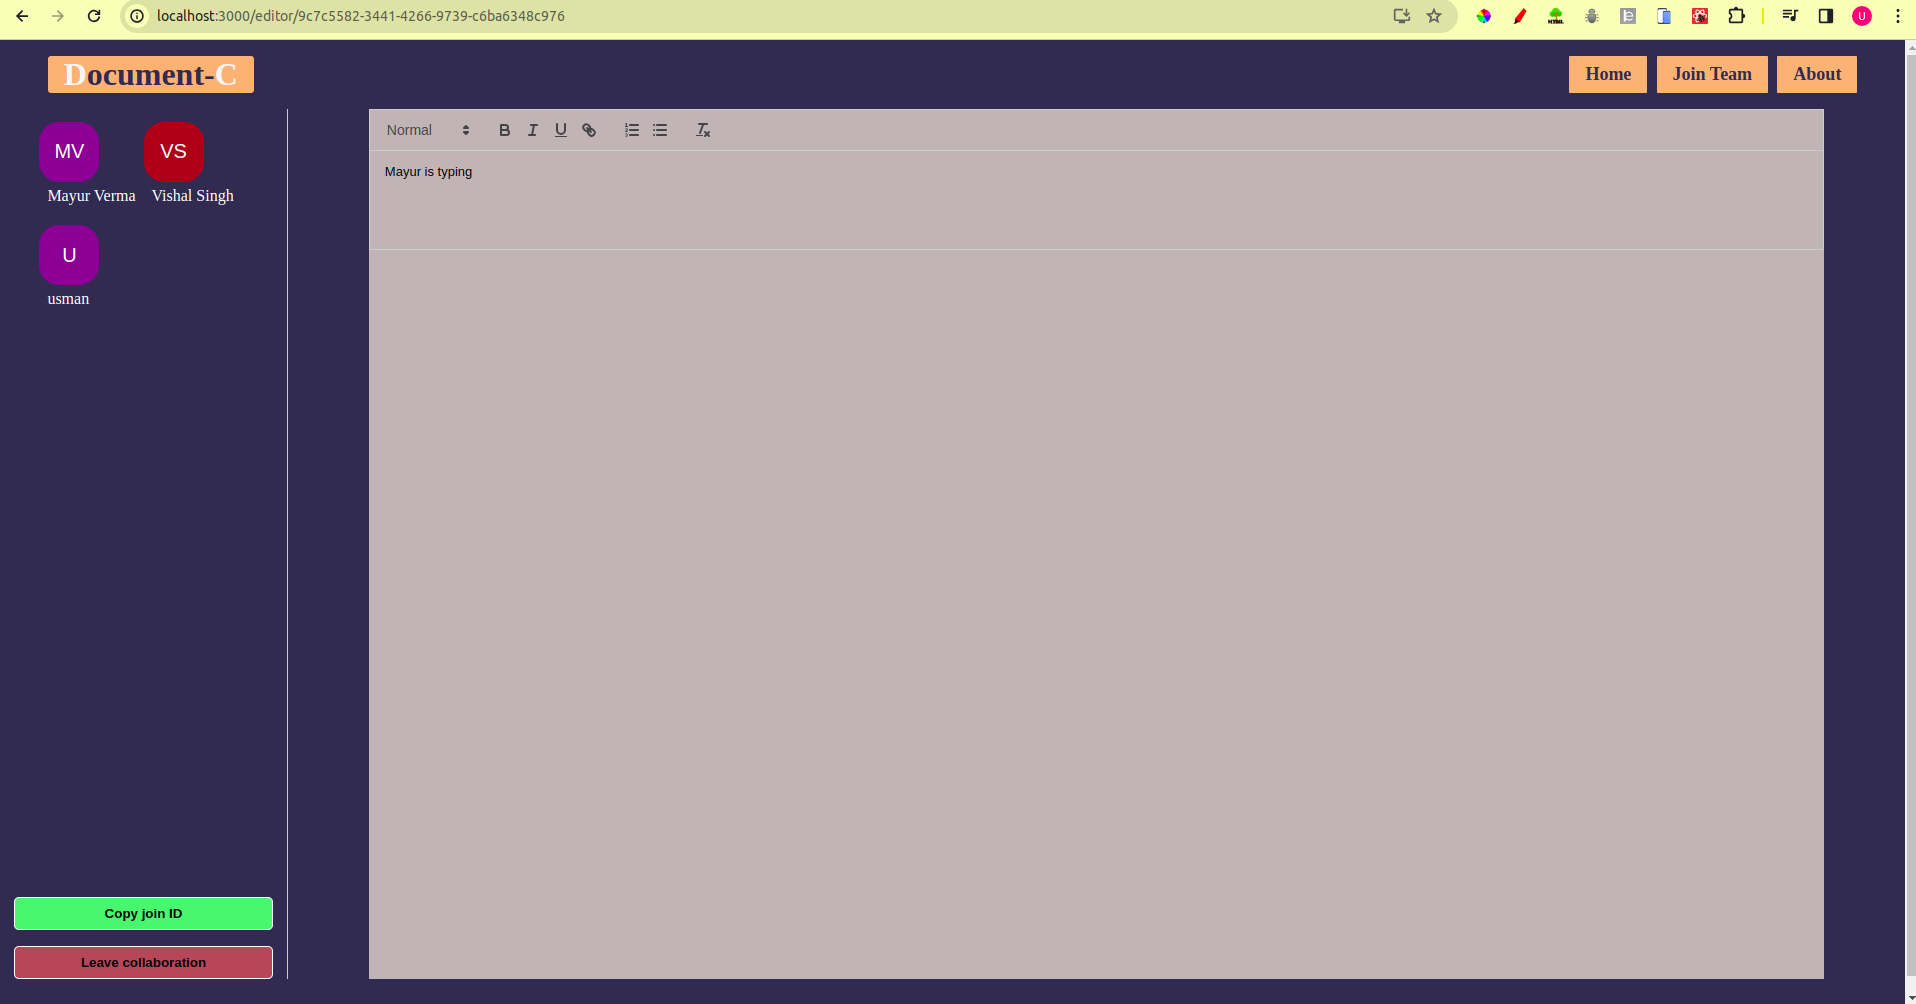 localhost:3000/editor/9c7c5582-3441-4266-9739-c6ba6348c976
U
Document-C
Home Join Team About
MV VS
Mayur Verma Vishal Singh
U
usman
Normal
Mayur is typing
Copy join ID
Leave collaboration